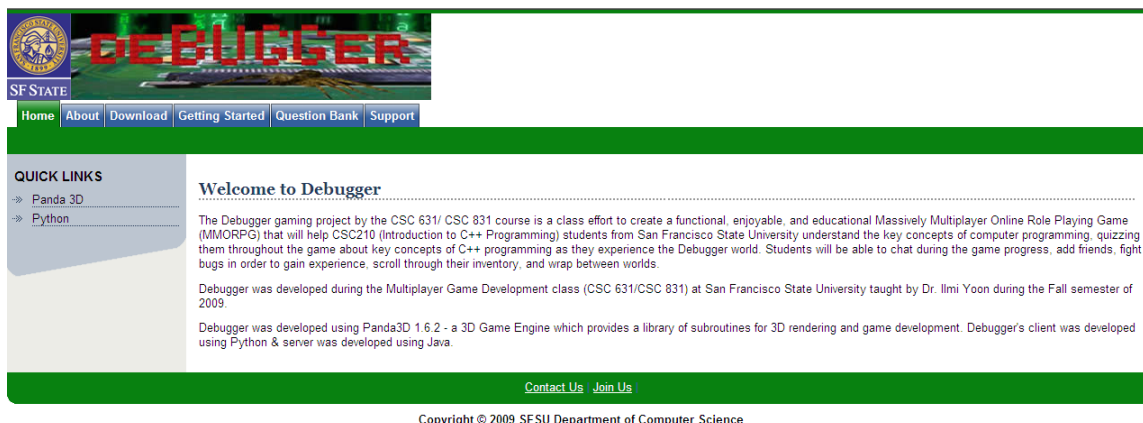 DEBUGGER
SF STATE
Home About Download Getting Started Question Bank Support
QUICK LINKS
Panda 3D
Python
Welcome to Debugger
The Debugger gaming project by the CSC 631/ CSC 831 course is a class effort to create a functional, enjoyable, and educational Massively Multiplayer Online Role Playing Game
(MMORPG) that will help CSC210 (Introduction to C++ Programming) students from San Francisco State University understand the key concepts of computer programming, quizzing
them throughout the game about key concepts of C++ programming as they experience the Debugger world. Students will be able to chat during the game progress, add friends, fight
bugs in order to gain experience, scroll through their inventory, and wrap between worlds.
Debugger was developed during the Multiplayer Game Development class (CSC 631/CSC 831) at San Francisco State University taught by Dr. Ilmi Yoon during the Fall semester of
2009.
Debugger was developed using Panda3D 1.6.2 - a 3D Game Engine which provides a library of subroutines for 3D rendering and game development. Debugger's client was developed
using Python & server was developed using Java.
Contact Us | Join Us |
Copyright © 2009 SFSU Department of Computer Science